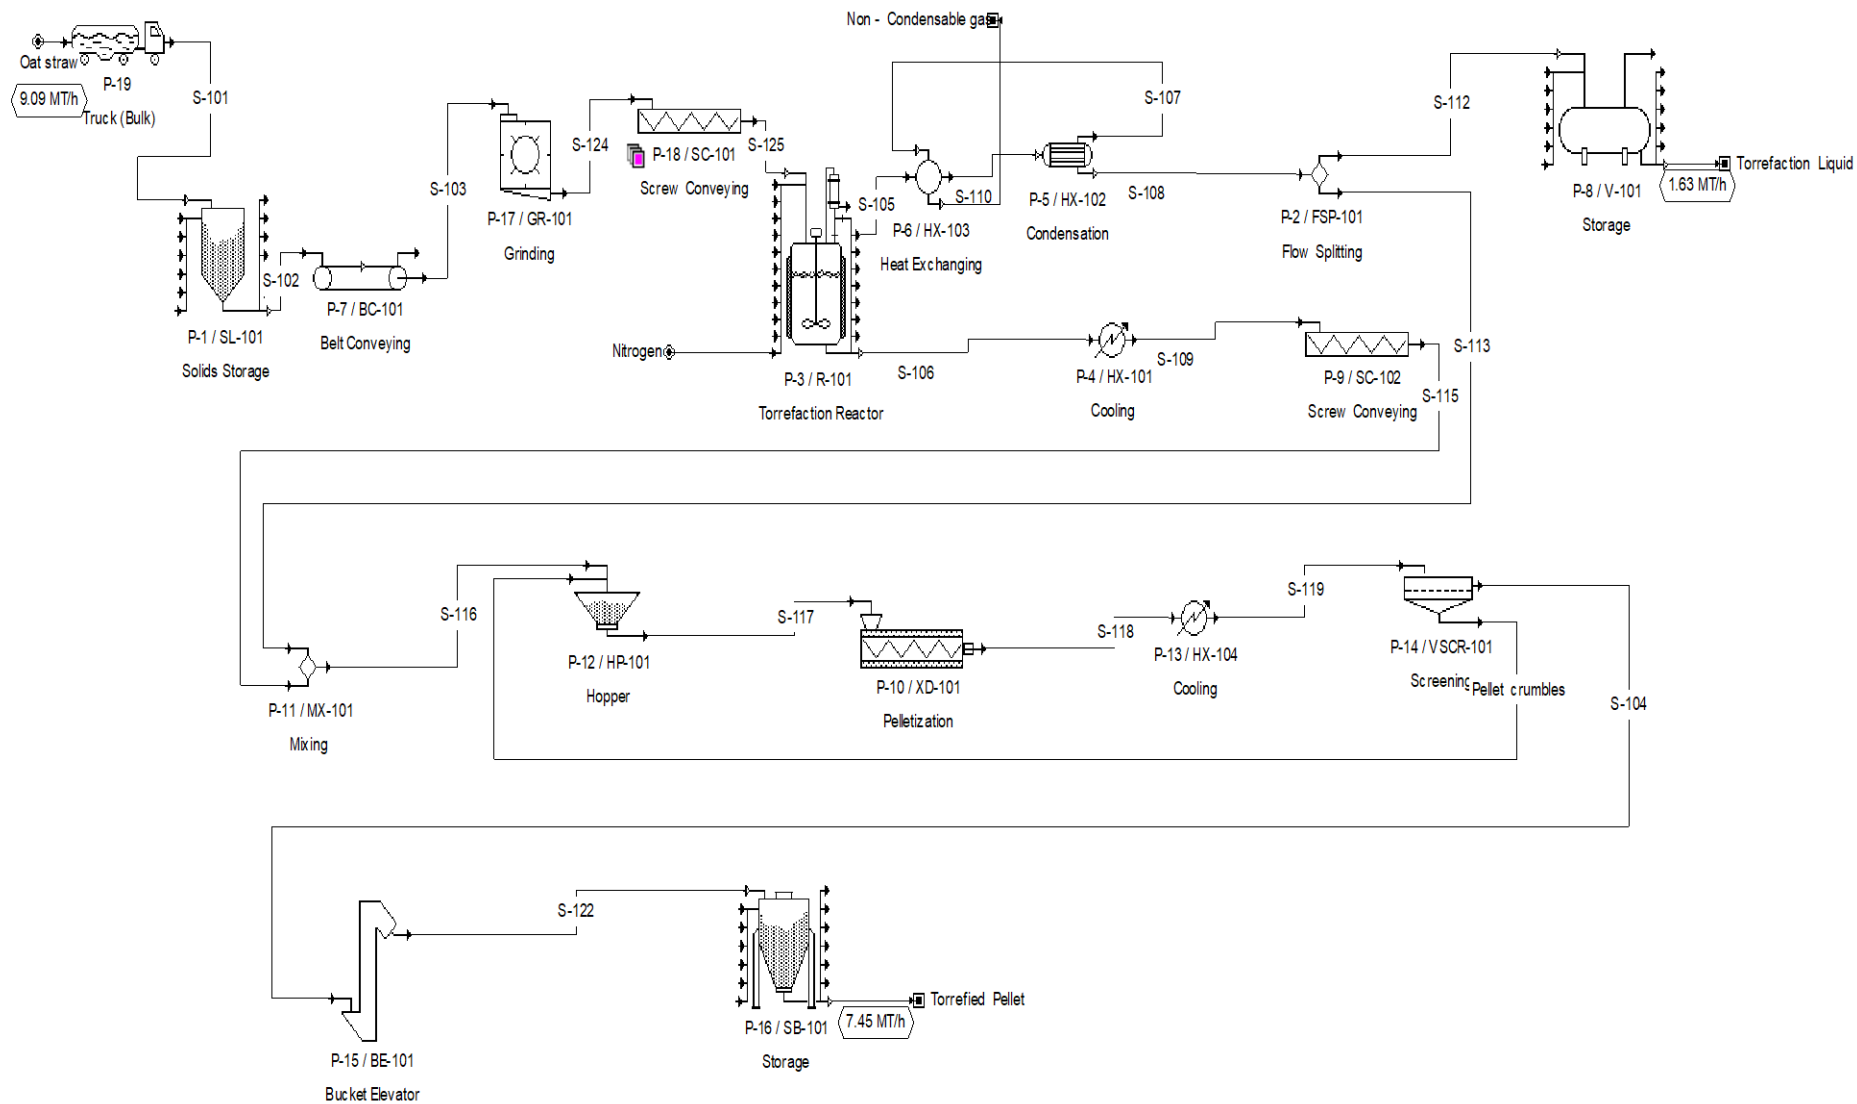 Non - Condensable gas
Oat straw
9.09 MT/h
P-19
Truck (Bulk)
S-101
S-102
P-1 / SL-101
Solids Storage
P-7 / BC-101
Belt Conveying
S-103
P-17 / GR-101
Grinding
S-124
P-18 / SC-101
Screw Conveying
S-125
Nitrogen
P-3 / R-101
Torrefaction Reactor
S-105
P-6 / HX-103
Heat Exchanging
S-110
S-107
P-5 / HX-102
Condensation
S-108
P-2 / FSP-101
Flow Splitting
S-112
P-8 / V-101
Storage
Torrefaction Liquid
1.63 MT/h
S-106
P-4 / HX-101
Cooling
S-109
P-9 / SC-102
Screw Conveying
S-113
S-115
P-11 / MX-101
Mixing
S-116
P-12 / HP-101
Hopper
S-117
P-10 / XD-101
Pelletization
S-118
P-13 / HX-104
Cooling
S-119
P-14 / VSCR-101
Screening
Pellet crumbles
S-104
P-15 / BE-101
Bucket Elevator
S-122
P-16 / SB-101
Storage
Torrefied Pellet
7.45 MT/h